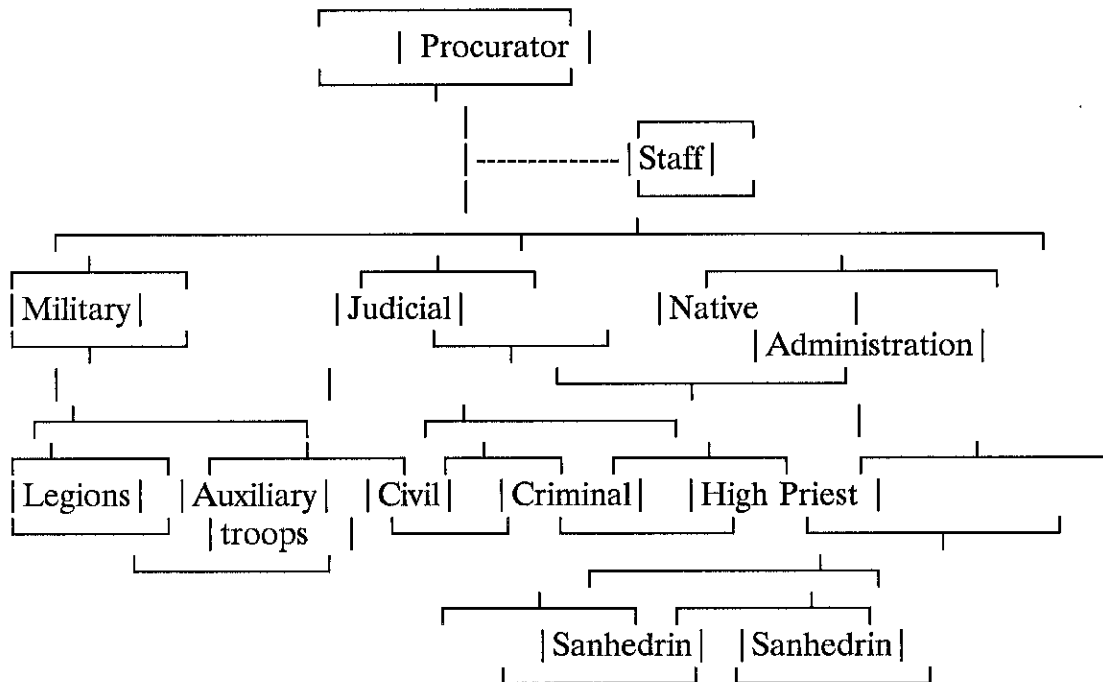 Procurator
Staff
Military Judicial Native
Administration
Legions Auxiliary Civil Criminal High Priest
troops
Sanhedrin Sanhedrin